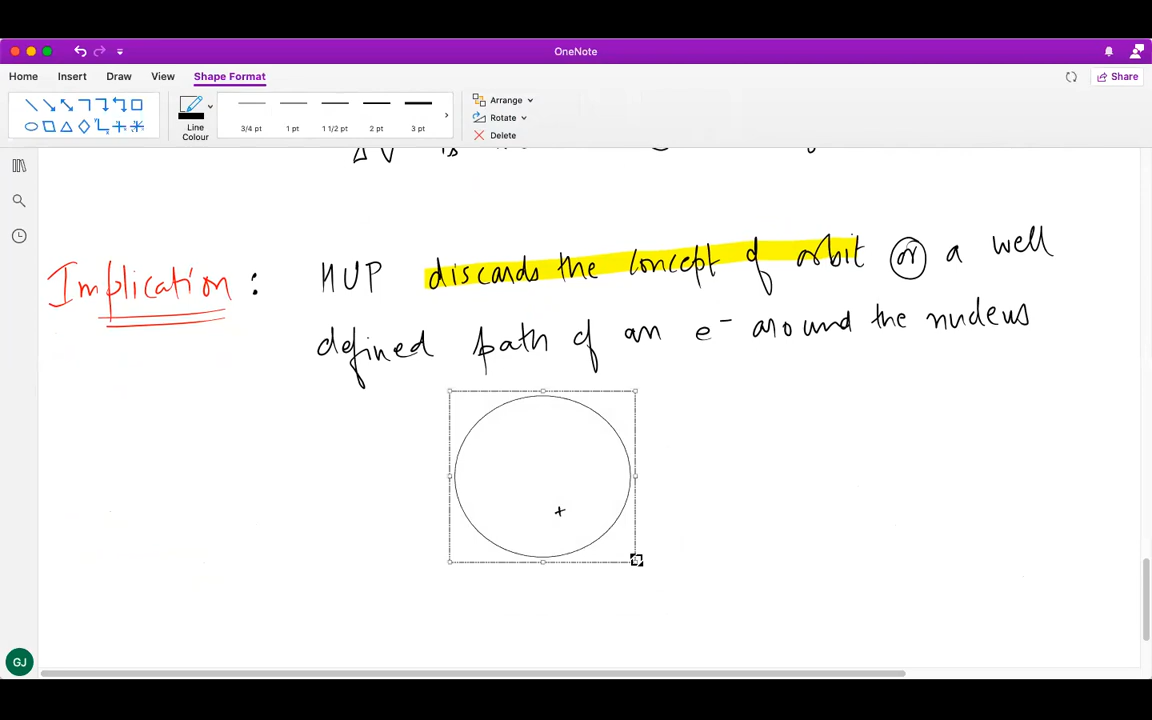 OneNote
Home Insert Draw View Shape Format Share
Line Colour
3/4 pt 1 pt 1 1/2 pt 2 pt 3 pt
Arrange
Rotate
Delete
ΔV is
Implication : HUP discards the concept of orbit or a well
defined path of an e⁻ around the nucleus
+
GJ